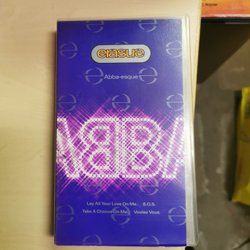 erasure
Abba-esque
ABBA
Lay All Your Love On Me... S.O.S.
Take A Chance On Me... Voulez Vous.